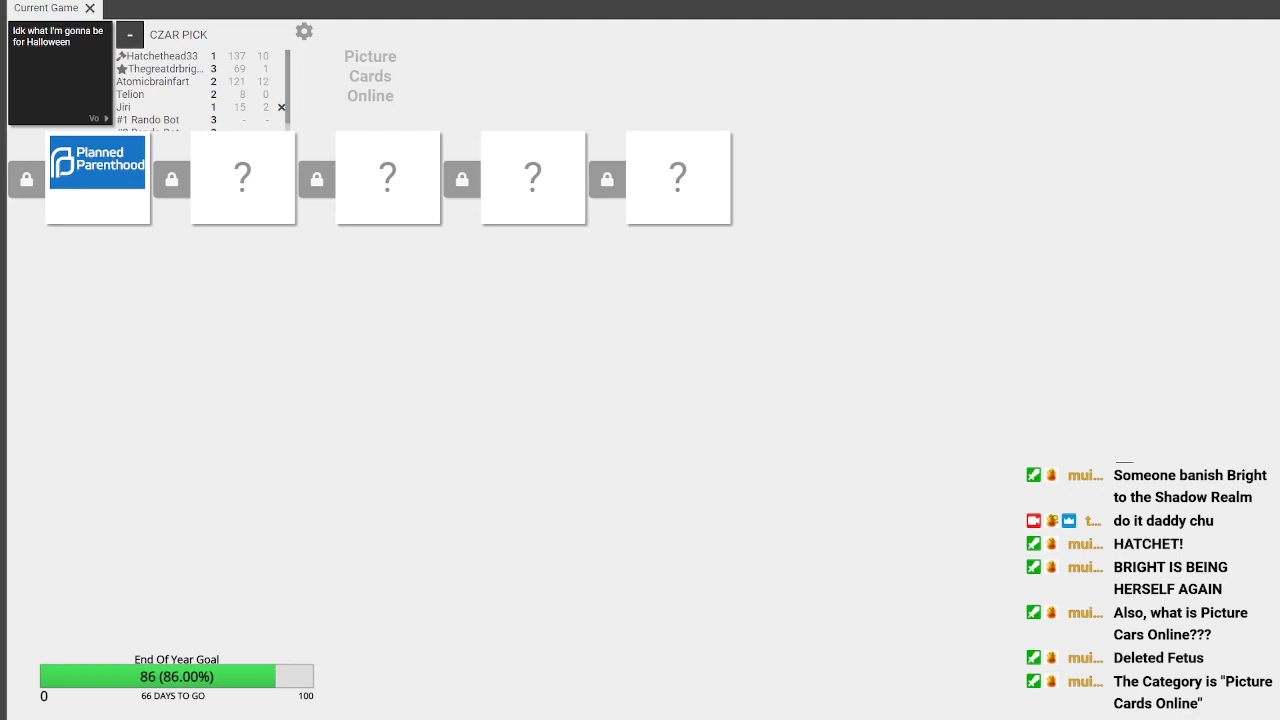 Current Game
Idk what I'm gonna be
for Halloween
Vo
-
CZAR PICK
Hatchethead33 1 137 10
Thegreatdrbrig... 3 69 1
Atomicbrainfart 2 121 12
Telion 2 8 0
Jiri 1 15 2
#1 Rando Bot 3 - -
Picture
Cards
Online
Planned
Parenthood
? ? ? ?
mui... Someone banish Bright
to the Shadow Realm
t... do it daddy chu
mui... HATCHET!
mui... BRIGHT IS BEING
HERSELF AGAIN
mui... Also, what is Picture
Cars Online???
mui... Deleted Fetus
mui... The Category is "Picture
Cards Online"
End Of Year Goal
86 (86.00%)
0 66 DAYS TO GO 100